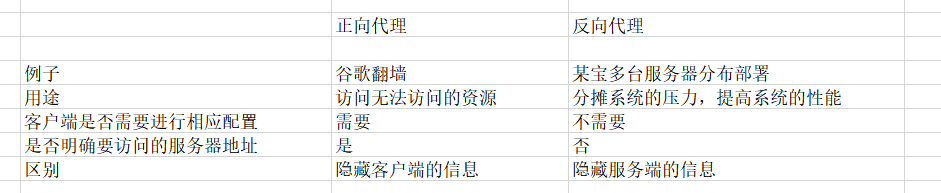 正向代理 反向代理
例子 谷歌翻墙 某宝多台服务器分布部署
用途 访问无法访问的资源 分摊系统的压力，提高系统的性能
客户端是否需要进行相应配置 需要 不需要
是否明确要访问的服务器地址 是 否
区别 隐藏客户端的信息 隐藏服务端的信息